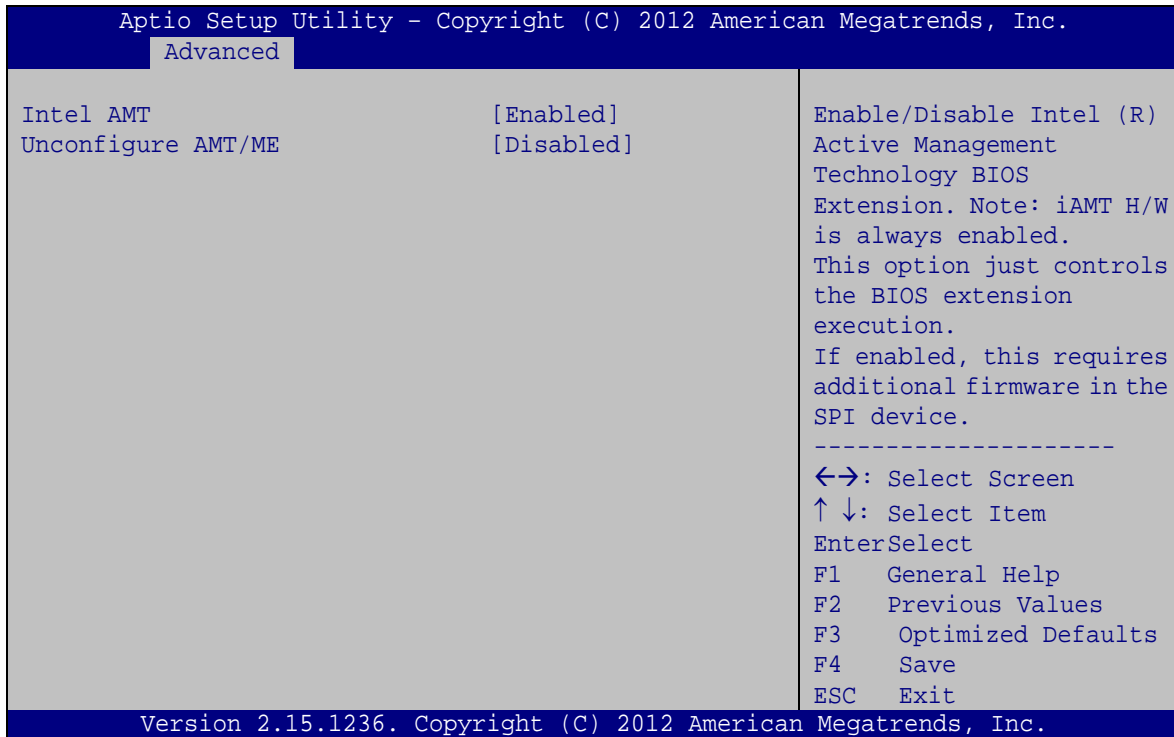 Aptio Setup Utility – Copyright (C) 2012 American Megatrends, Inc.
Advanced
Intel AMT [Enabled]
Unconfigure AMT/ME [Disabled]
Enable/Disable Intel (R)
Active Management
Technology BIOS
Extension. Note: iAMT H/W
is always enabled.
This option just controls
the BIOS extension
execution.
If enabled, this requires
additional firmware in the
SPI device.
---------------------
←→: Select Screen
↑ ↓: Select Item
EnterSelect
F1 General Help
F2 Previous Values
F3 Optimized Defaults
F4 Save
ESC Exit
Version 2.15.1236. Copyright (C) 2012 American Megatrends, Inc.